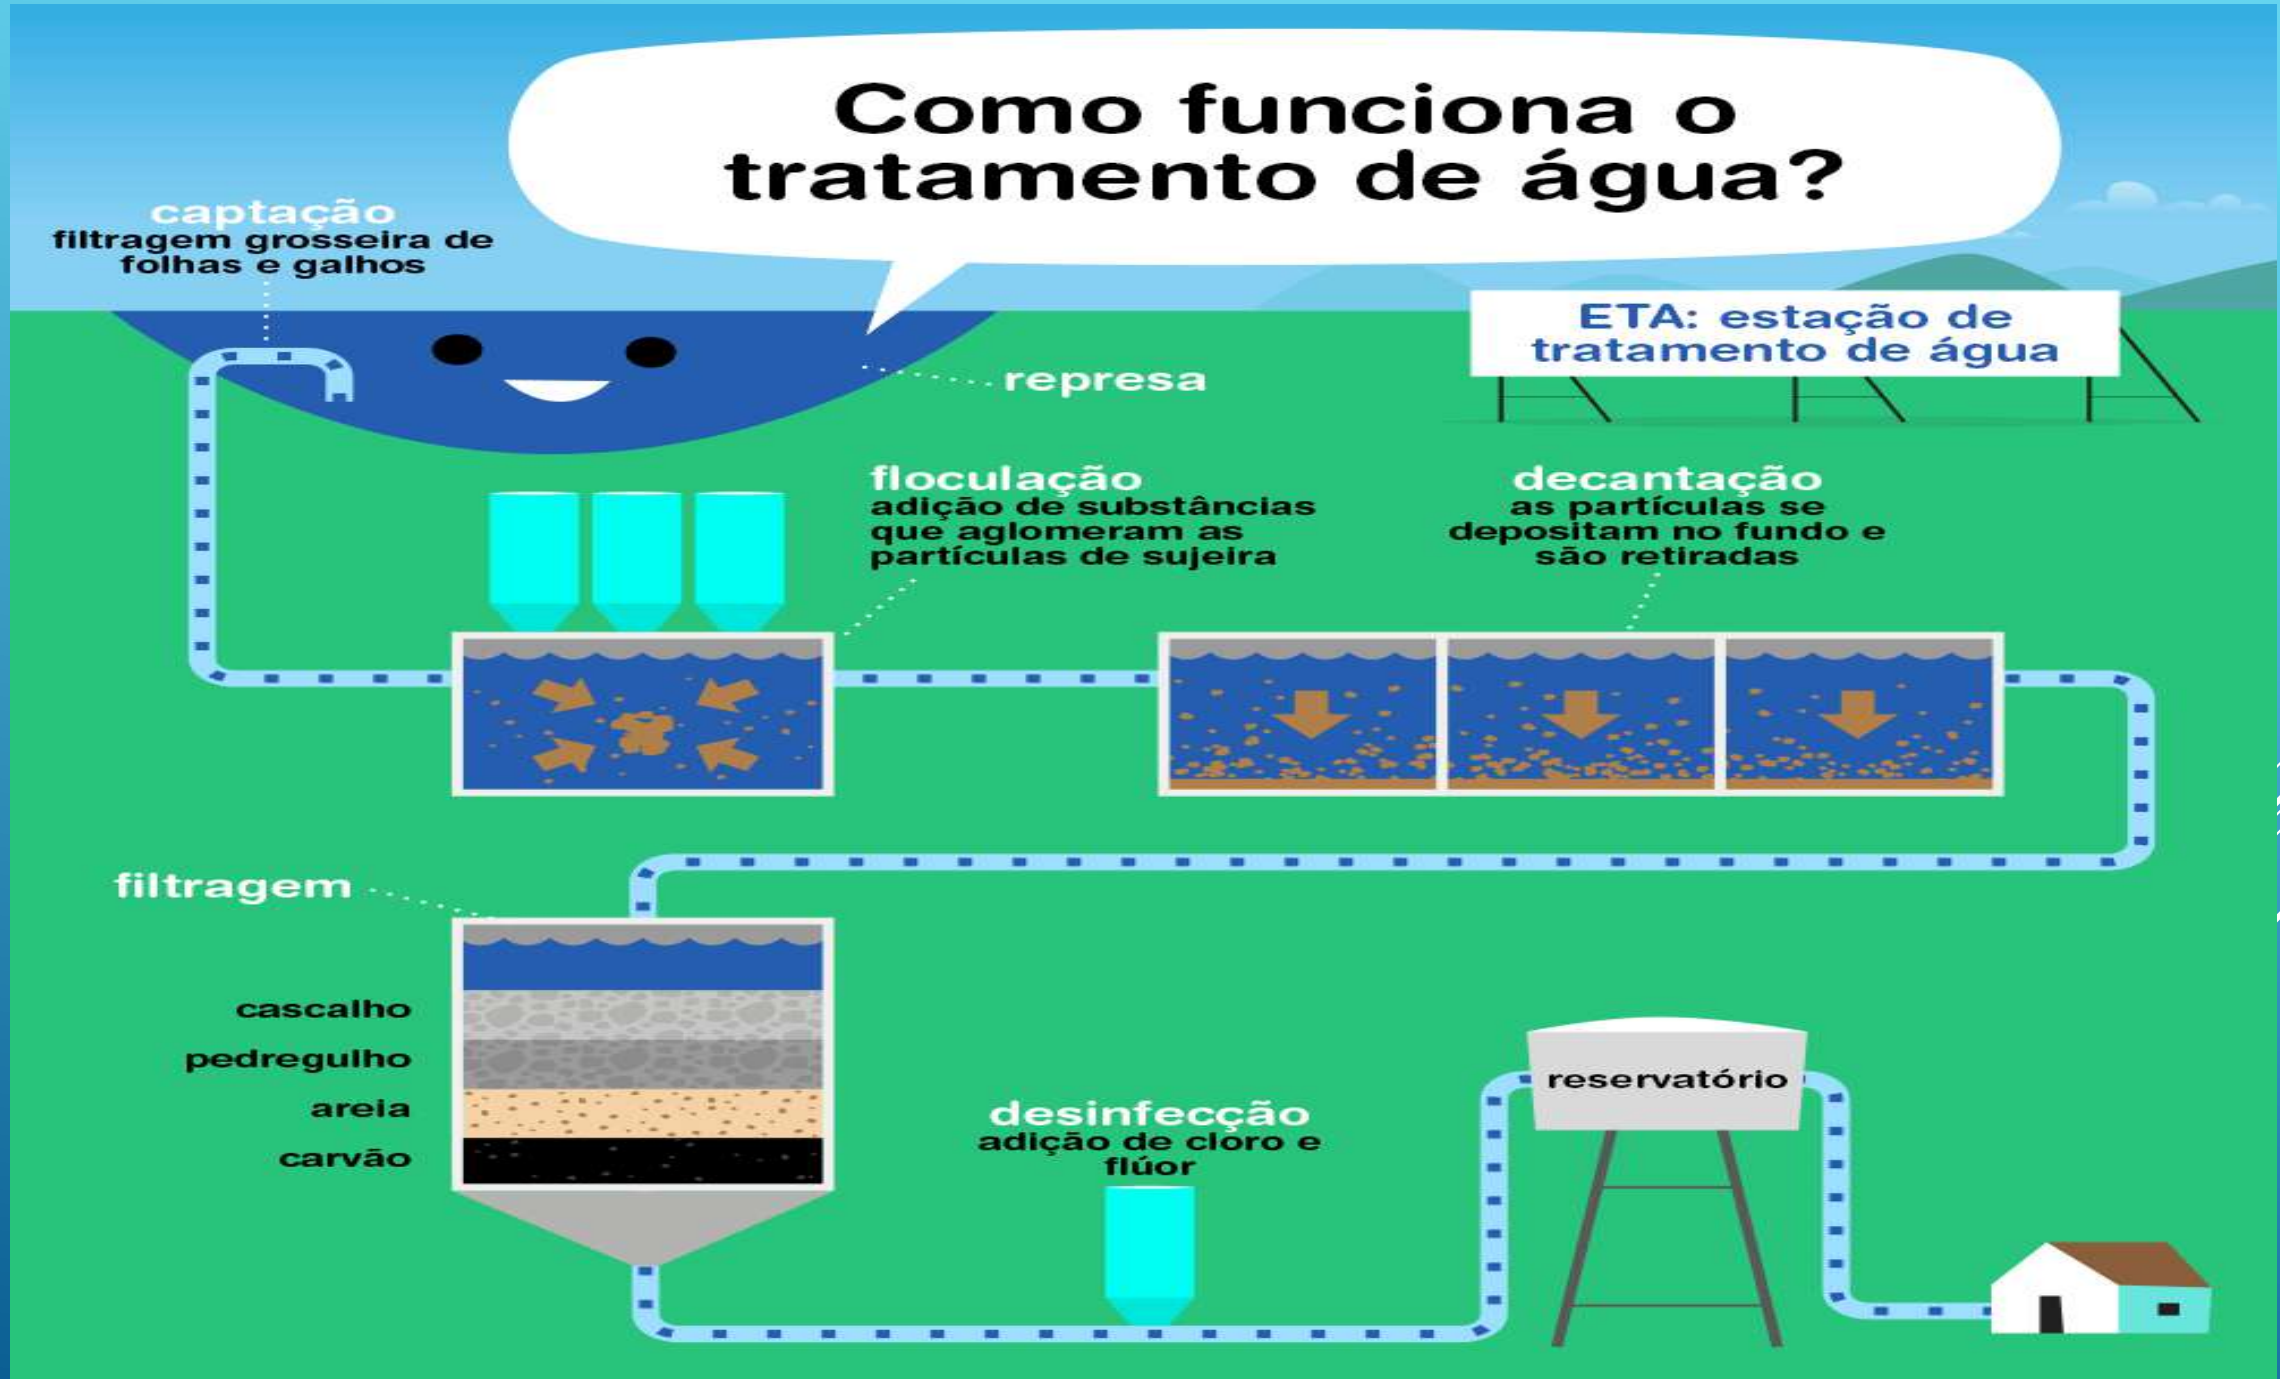 Como funciona o
tratamento de água?
captação
filtragem grosseira de
folhas e galhos
ETA: estação de
tratamento de água
represa
floculação
adição de substâncias
que aglomeram as
partículas de sujeira
decantação
as partículas se
depositam no fundo e
são retiradas
filtragem
cascalho
pedregulho
areia
carvão
desinfecção
adição de cloro e
flúor
reservatório